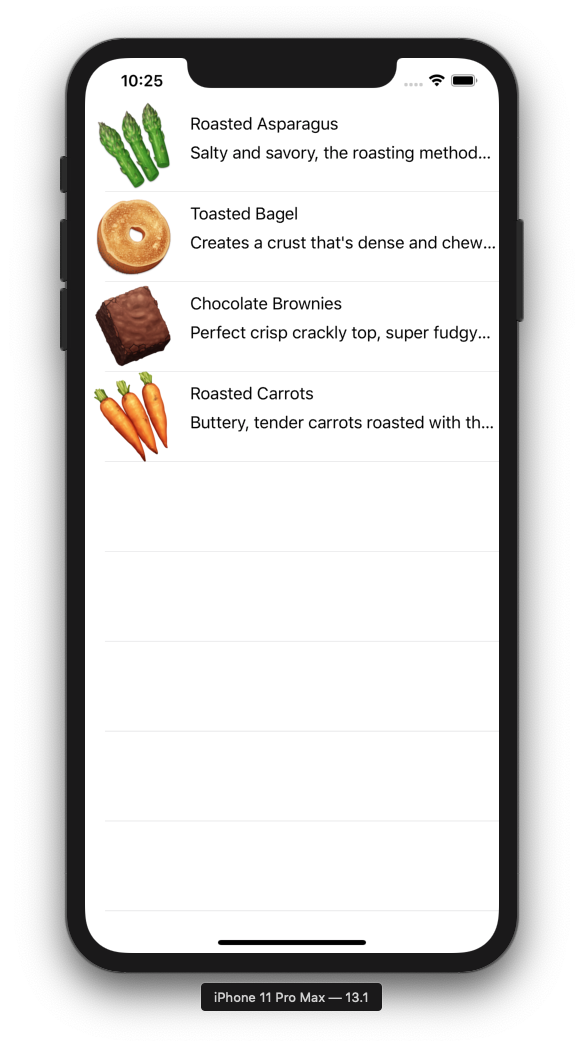 10:25
Roasted Asparagus
Salty and savory, the roasting method...
Toasted Bagel
Creates a crust that's dense and chew...
Chocolate Brownies
Perfect crisp crackly top, super fudgy...
Roasted Carrots
Buttery, tender carrots roasted with th...
iPhone 11 Pro Max — 13.1